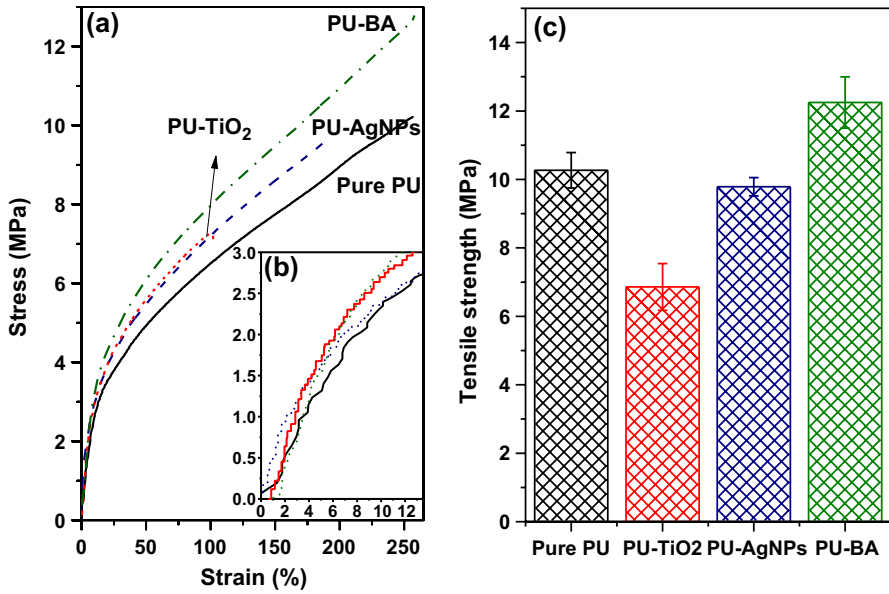 (a)
PU-BA
PU-TiO2
PU-AgNPs
Pure PU
Stress (MPa)
12
10
8
6
4
2
0
0 50 100 150 200 250
Strain (%)
(b)
3.0
2.5
2.0
1.5
1.0
0.5
0.0
0 2 4 6 8 10 12
(c)
Tensile strength (MPa)
14
12
10
8
6
4
2
0
Pure PU PU-TiO2 PU-AgNPs PU-BA